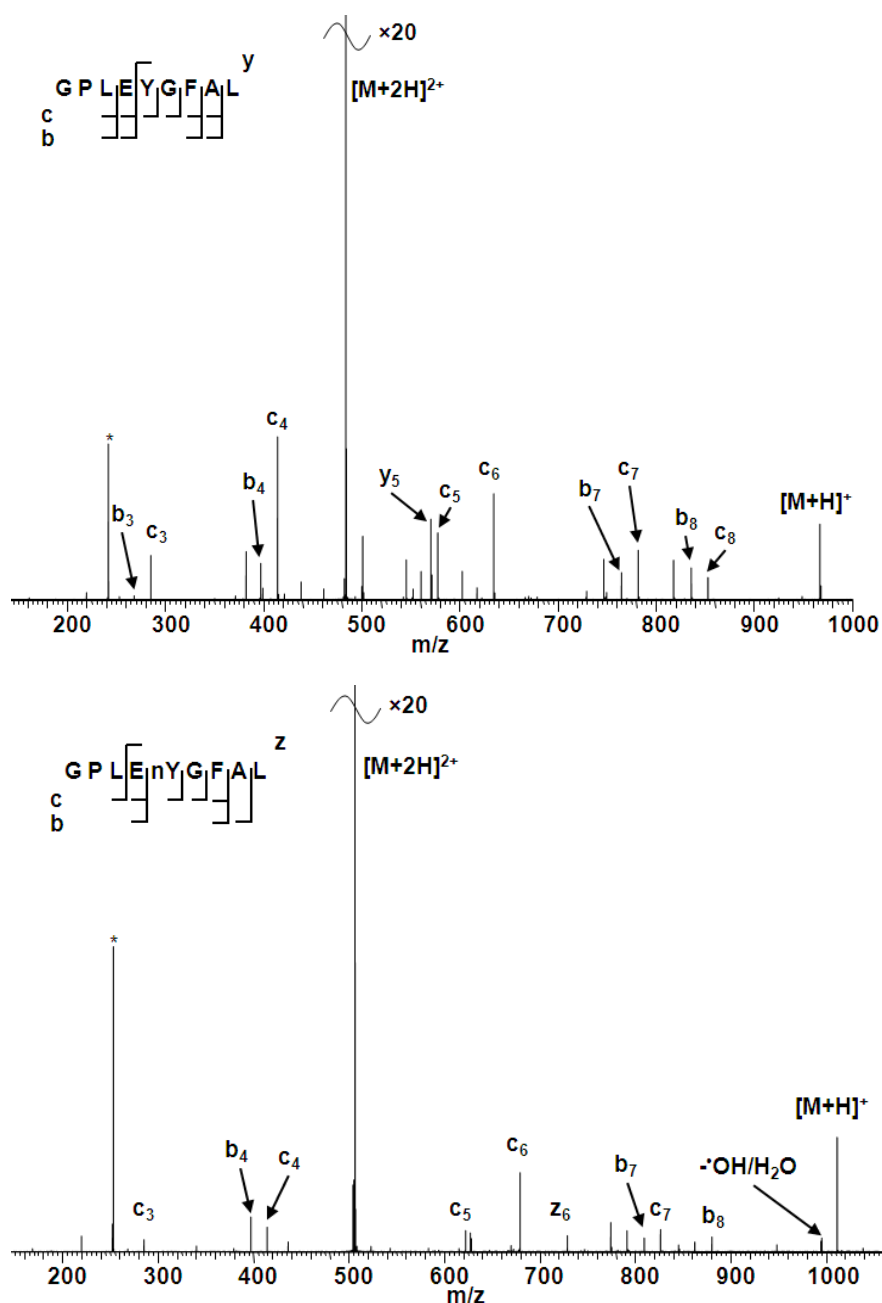 ×20
y
G P L E Y G F A L
[M+2H]²⁺
c
b
*
b₃
c₃
b₄
c₄
y₅
c₅
c₆
b₇
c₇
b₈
c₈
[M+H]⁺
200 300 400 500 600 700 800 900 1000
m/z
×20
z
G P L E nY G F A L
[M+2H]²⁺
c
b
*
c₃
b₄
c₄
c₅
c₆
z₆
b₇
c₇
b₈
-•OH/H₂O
[M+H]⁺
200 300 400 500 600 700 800 900 1000
m/z